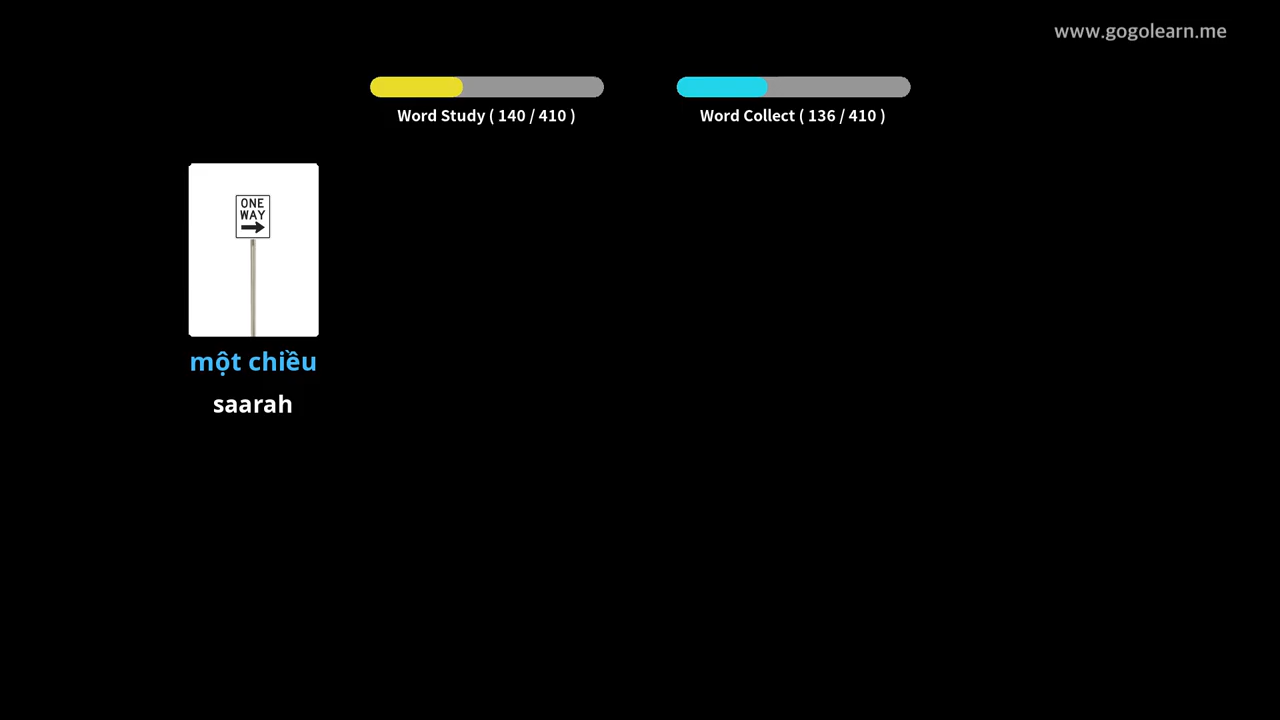 www.gogolearn.me
Word Study ( 140 / 410 )
Word Collect ( 136 / 410 )
ONE
WAY
một chiều
saarah